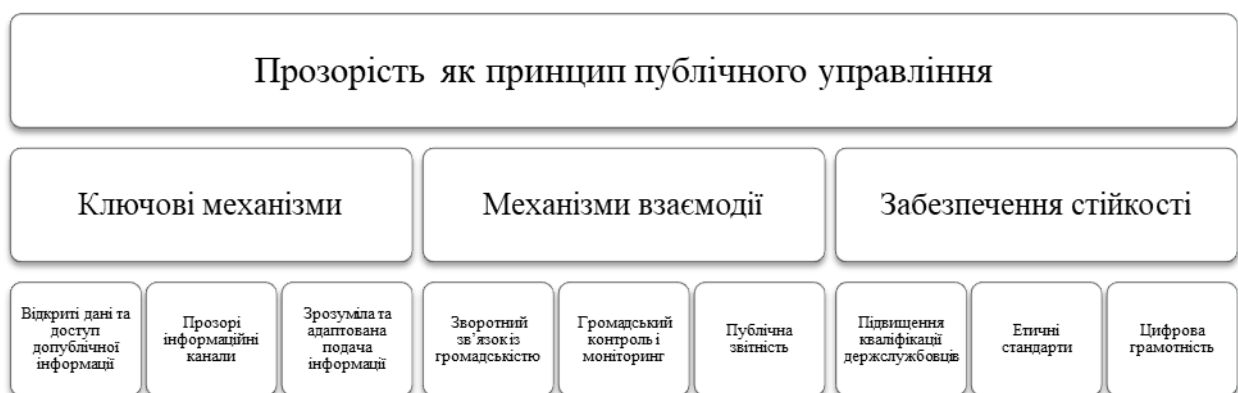 Прозорість як принцип публічного управління
Ключові механізми
Механізми взаємодії
Забезпечення стійкості
Відкриті дані та
доступ
допублічної
інформації
Прозорі
інформаційні
канали
Зрозуміла та
адаптована
подача
інформації
Зворотний
зв’язок із
громадськістю
Громадський
контроль і
моніторинг
Публічна
звітність
Підвищення
кваліфікації
держслужбовців
Етичні
стандарти
Цифрова
грамотність